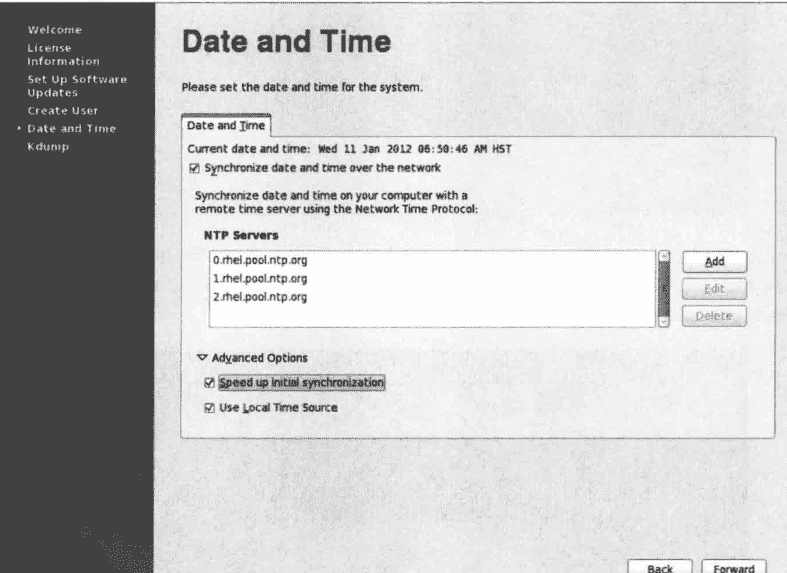 Welcome
License
Information
Set Up Software
Updates
Create User
Date and Time
Kdump
Date and Time
Please set the date and time for the system.
Date and Time
Current date and time: Wed 11 Jan 2012 06:50:46 AM HST
Synchronize date and time over the network
Synchronize date and time on your computer with a
remote time server using the Network Time Protocol:
NTP Servers
0.rhel.pool.ntp.org
1.rhel.pool.ntp.org
2.rhel.pool.ntp.org
Add
Edit
Delete
Advanced Options
Speed up initial synchronization
Use Local Time Source
Back
Forward